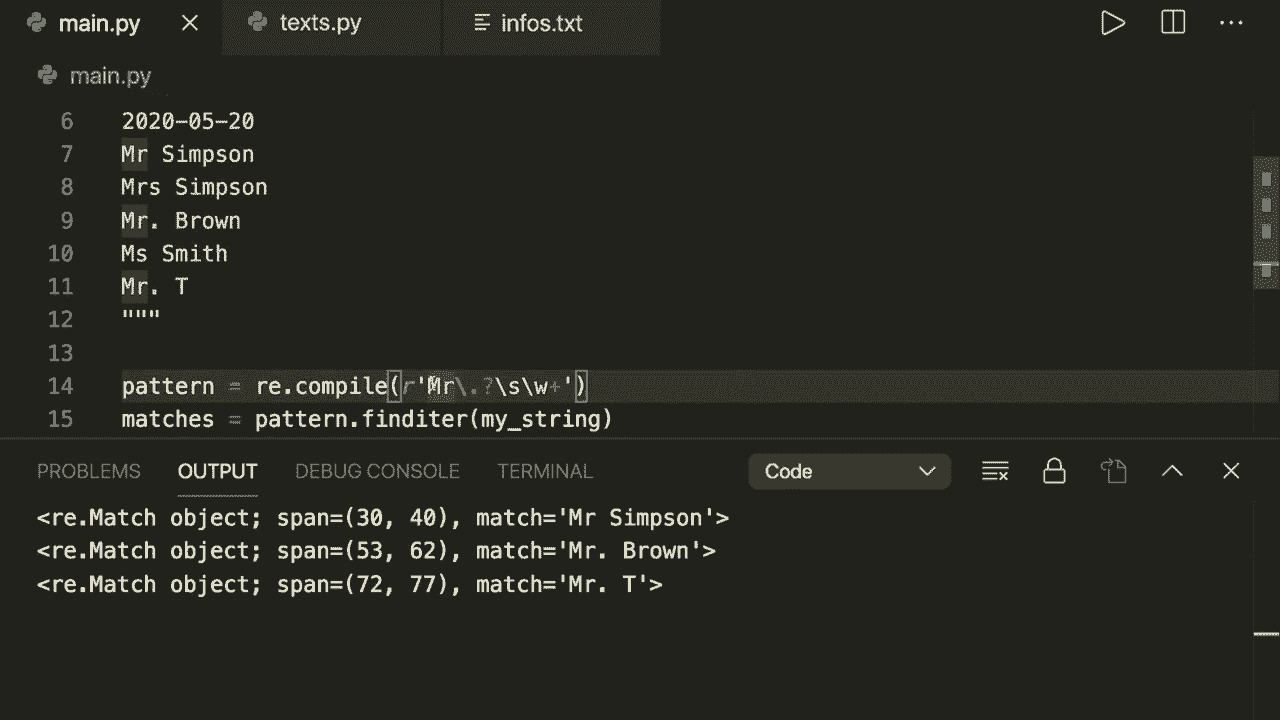 main.py texts.py infos.txt
main.py
6 2020-05-20
7 Mr Simpson
8 Mrs Simpson
9 Mr. Brown
10 Ms Smith
11 Mr. T
12 """
13
14 pattern = re.compile(r'Mr\.?\s\w+')
15 matches = pattern.finditer(my_string)
PROBLEMS OUTPUT DEBUG CONSOLE TERMINAL Code
<re.Match object; span=(30, 40), match='Mr Simpson'>
<re.Match object; span=(53, 62), match='Mr. Brown'>
<re.Match object; span=(72, 77), match='Mr. T'>